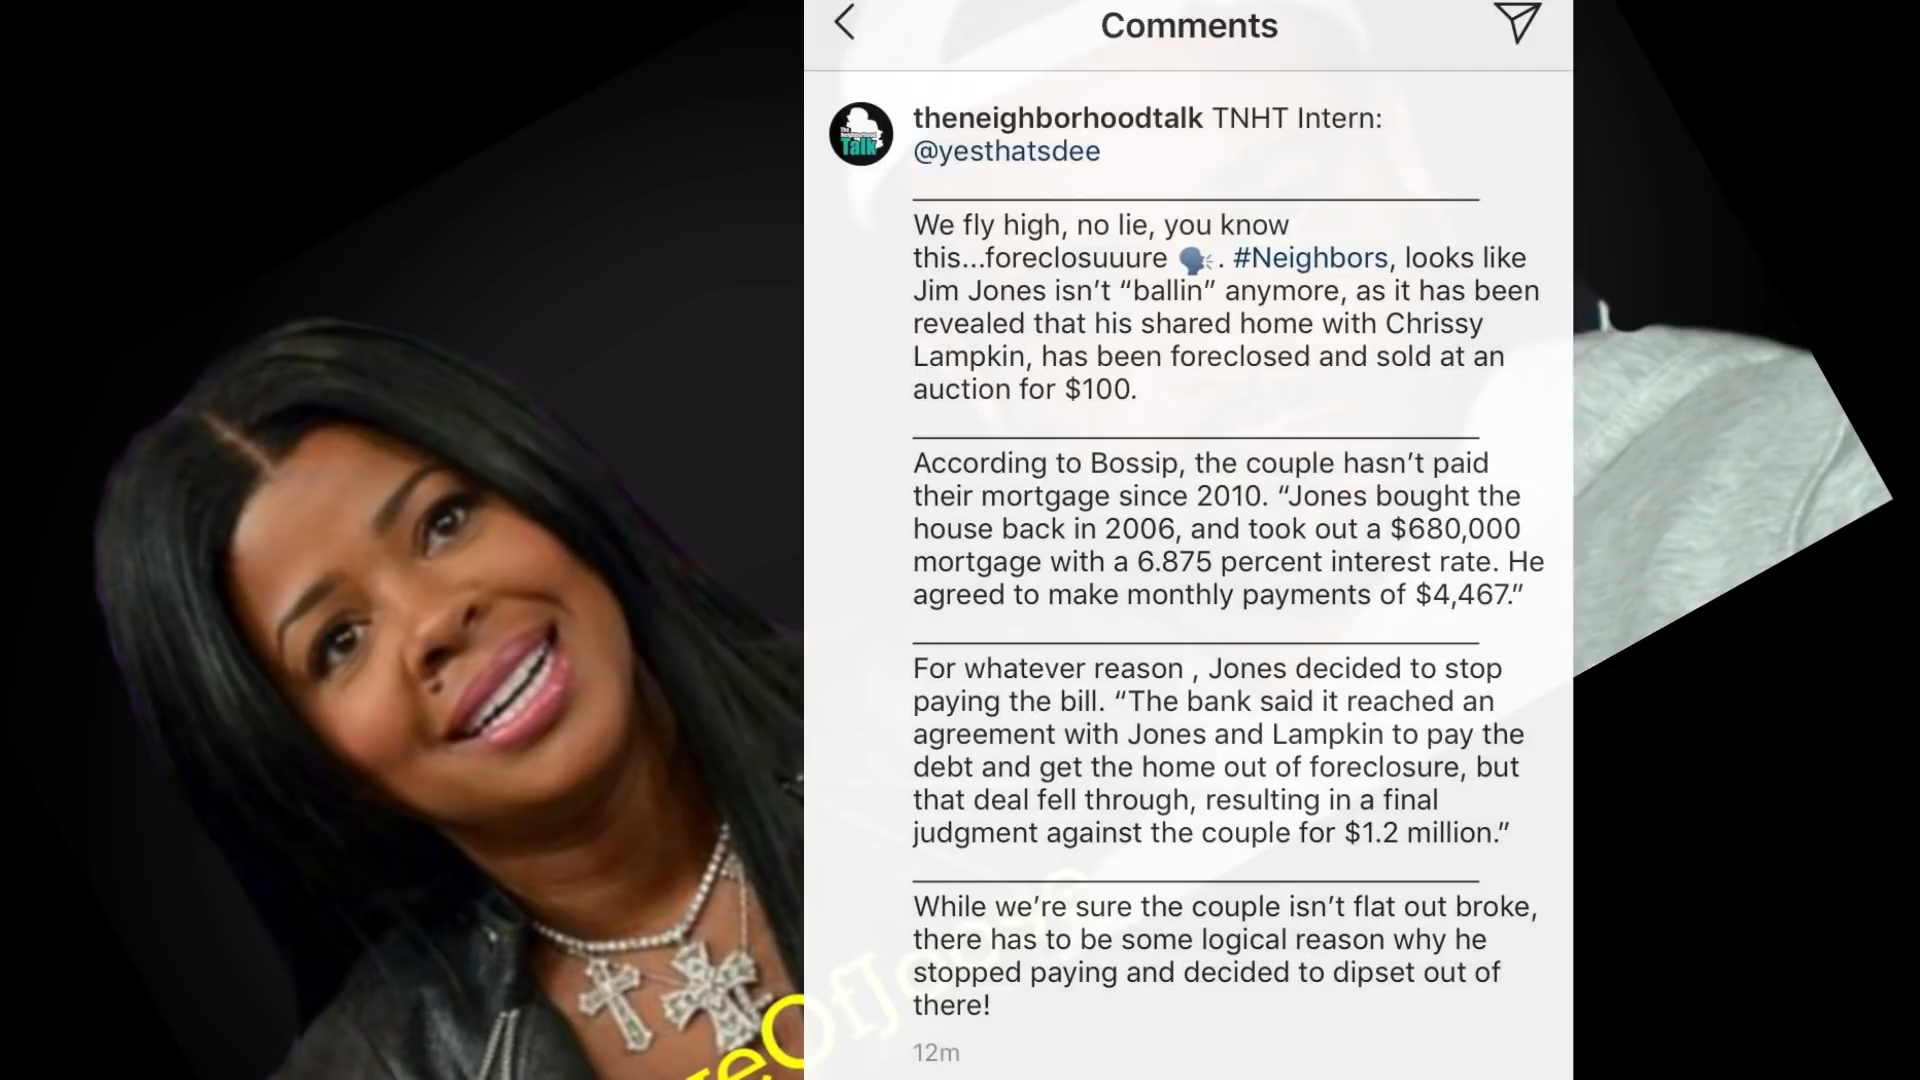 Comments
theneighborhoodtalk TNHT Intern:
@yesthatsdee
We fly high, no lie, you know
this...foreclosuuure 🗣. #Neighbors, looks like
Jim Jones isn’t “ballin” anymore, as it has been
revealed that his shared home with Chrissy
Lampkin, has been foreclosed and sold at an
auction for $100.
According to Bossip, the couple hasn’t paid
their mortgage since 2010. “Jones bought the
house back in 2006, and took out a $680,000
mortgage with a 6.875 percent interest rate. He
agreed to make monthly payments of $4,467.”
For whatever reason , Jones decided to stop
paying the bill. “The bank said it reached an
agreement with Jones and Lampkin to pay the
debt and get the home out of foreclosure, but
that deal fell through, resulting in a final
judgment against the couple for $1.2 million.”
While we’re sure the couple isn’t flat out broke,
there has to be some logical reason why he
stopped paying and decided to dipset out of
there!
12m